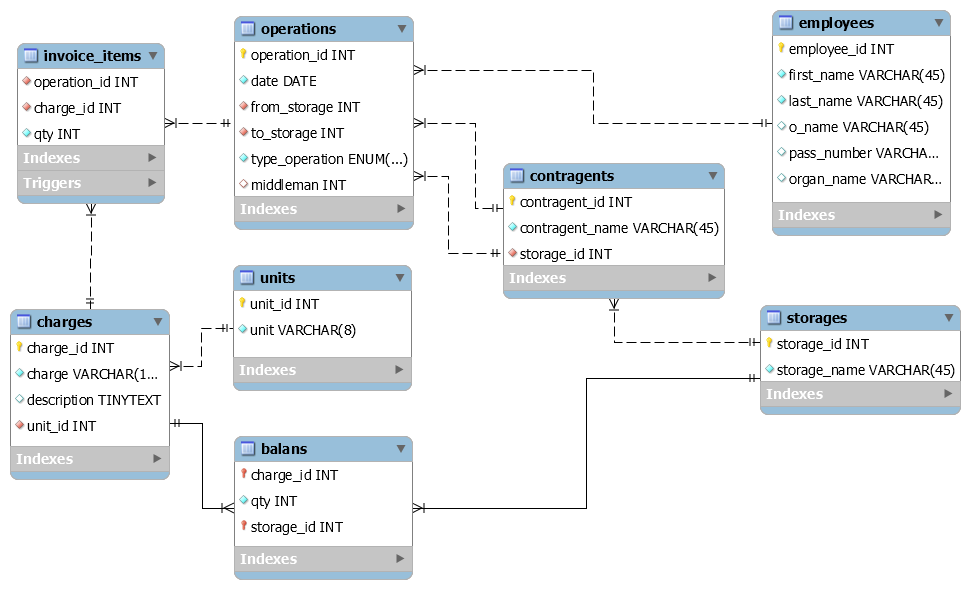 invoice_items
operation_id INT
charge_id INT
qty INT
Indexes
Triggers
operations
operation_id INT
date DATE
from_storage INT
to_storage INT
type_operation ENUM(...)
middleman INT
Indexes
employees
employee_id INT
first_name VARCHAR(45)
last_name VARCHAR(45)
o_name VARCHAR(45)
pass_number VARCHA...
organ_name VARCHAR...
Indexes
contragents
contragent_id INT
contragent_name VARCHAR(45)
storage_id INT
Indexes
units
unit_id INT
unit VARCHAR(8)
Indexes
charges
charge_id INT
charge VARCHAR(1...
description TINYTEXT
unit_id INT
Indexes
storages
storage_id INT
storage_name VARCHAR(45)
Indexes
balans
charge_id INT
qty INT
storage_id INT
Indexes